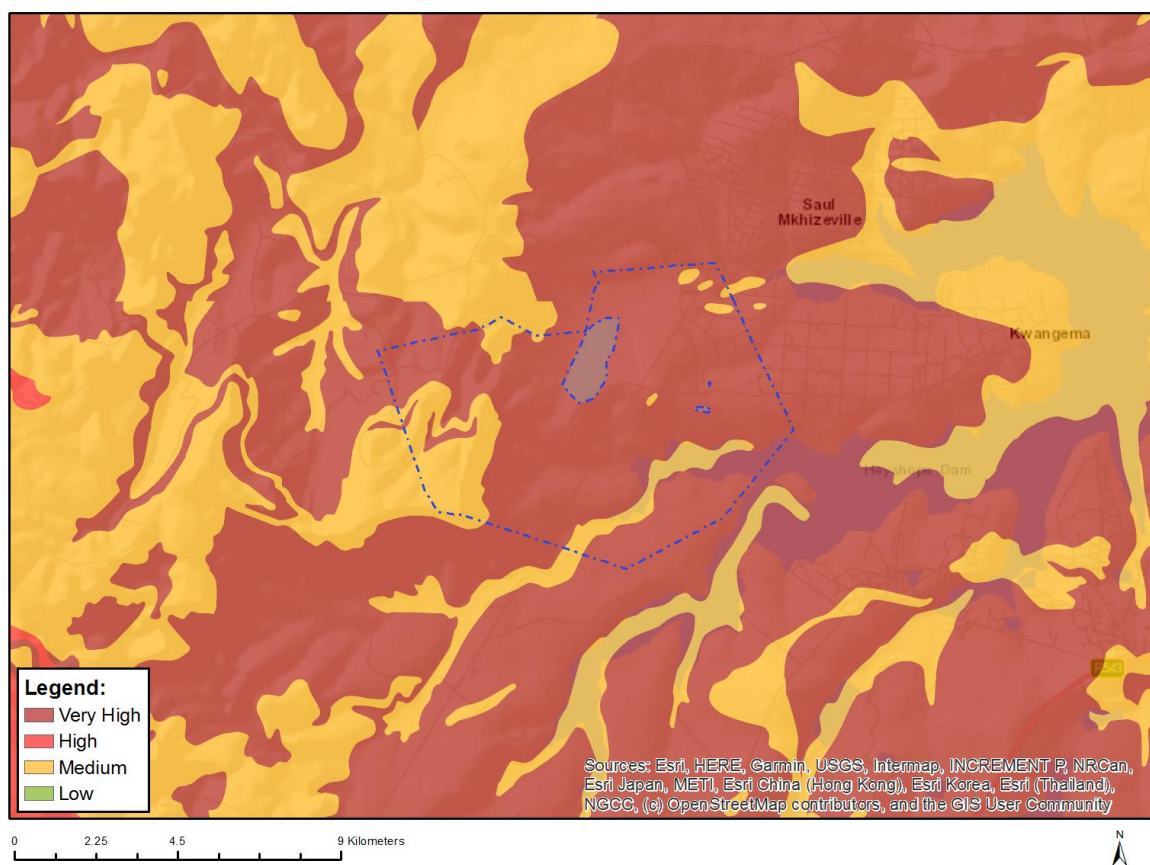 Saul
Mkhizeville
Kwangema
Heyshope Dam
R543
Legend:
Very High
High
Medium
Low
Sources: Esri, HERE, Garmin, USGS, Intermap, INCREMENT P, NRCan,
Esri Japan, METI, Esri China (Hong Kong), Esri Korea, Esri (Thailand),
NGCC, (c) OpenStreetMap contributors, and the GIS User Community
0 2.25 4.5 9 Kilometers
N